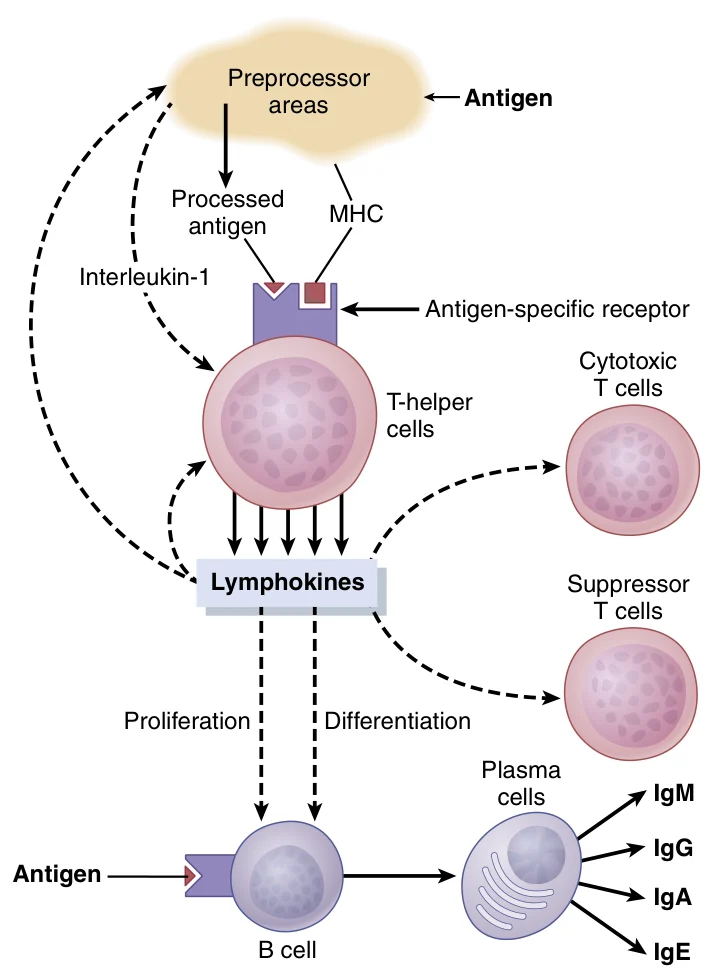 Preprocessor
areas
Antigen
Processed
antigen
MHC
Interleukin-1
Antigen-specific receptor
Cytotoxic
T cells
T-helper
cells
Lymphokines
Suppressor
T cells
Proliferation
Differentiation
Plasma
cells
IgM
IgG
Antigen
IgA
B cell
IgE